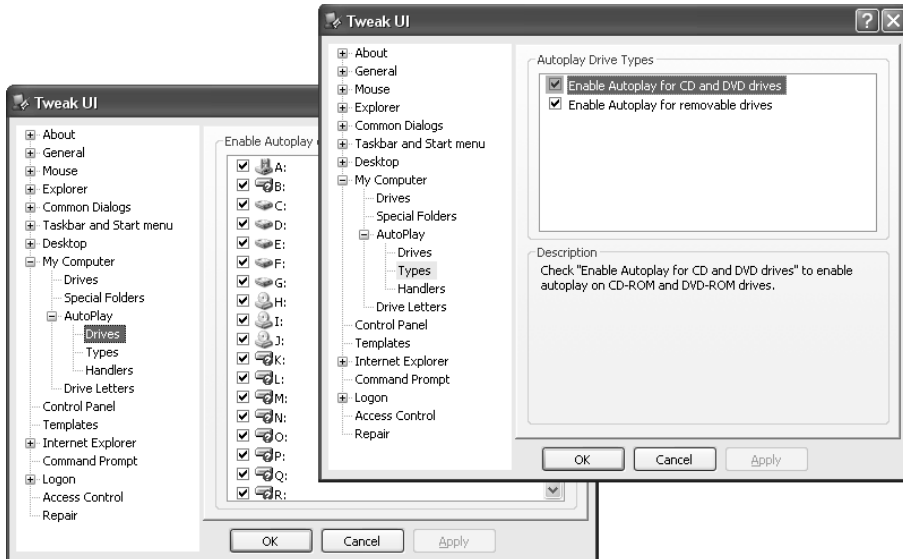 Tweak UI
About
General
Mouse
Explorer
Common Dialogs
Taskbar and Start menu
Desktop
My Computer
Drives
Special Folders
AutoPlay
Drives
Types
Handlers
Drive Letters
Control Panel
Templates
Internet Explorer
Command Prompt
Logon
Access Control
Repair
Enable Autoplay
A:
B:
C:
D:
E:
F:
G:
H:
I:
J:
K:
L:
M:
N:
O:
P:
Q:
R:
OK Cancel Apply
Tweak UI
About
General
Mouse
Explorer
Common Dialogs
Taskbar and Start menu
Desktop
My Computer
Drives
Special Folders
AutoPlay
Drives
Types
Handlers
Drive Letters
Control Panel
Templates
Internet Explorer
Command Prompt
Logon
Access Control
Repair
Autoplay Drive Types
Enable Autoplay for CD and DVD drives
Enable Autoplay for removable drives
Description
Check "Enable Autoplay for CD and DVD drives" to enable
autoplay on CD-ROM and DVD-ROM drives.
OK Cancel Apply